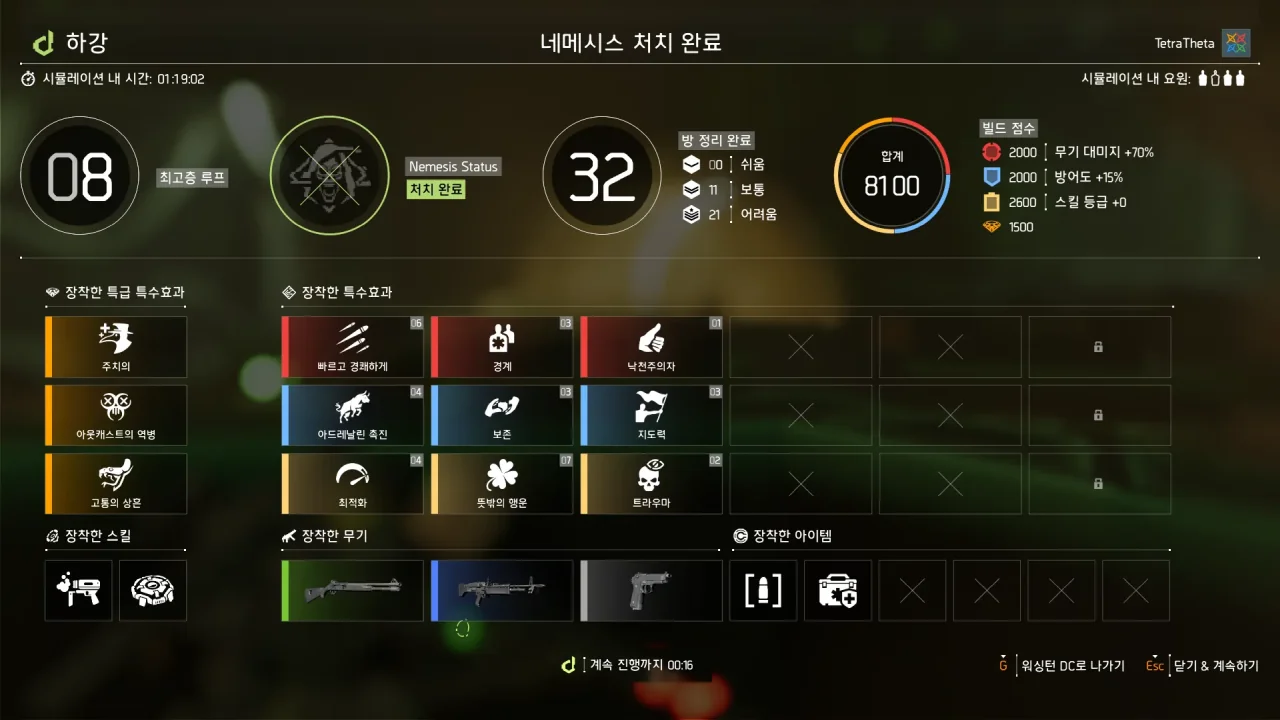 하강
네메시스 처치 완료
TetraTheta
시뮬레이션 내 시간: 01:19:02
시뮬레이션 내 요원:
08
최고층 루프
Nemesis Status
처치 완료
32
방 정리 완료
00 쉬움
11 보통
21 어려움
합계
8100
빌드 점수
2000 무기 대미지 +70%
2000 방어도 +15%
2600 스킬 등급 +0
1500
장착한 특급 특수효과
주치의
아웃캐스트의 역병
고통의 상흔
장착한 특수효과
06 03 01
빠르고 경쾌하게 경계 낙천주의자
04 03 03
아드레날린 촉진 보존 지도력
04 07 02
최적화 뜻밖의 행운 트라우마
장착한 스킬
장착한 무기
장착한 아이템
계속 진행까지 00:16
G 워싱턴 DC로 나가기
Esc 닫기 & 계속하기